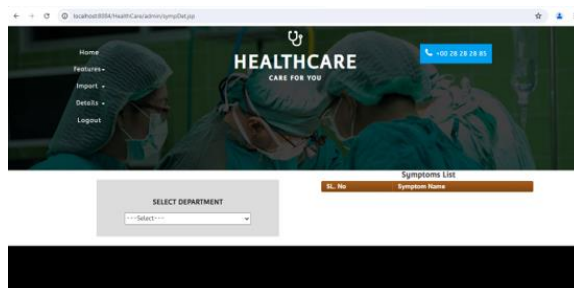 localhost:8084/HealthCare/admin/sympDet.jsp
Home
Features
Import
Details
Logout
HEALTHCARE
CARE FOR YOU
+00 28 28 28 85
SELECT DEPARTMENT
---Select---
Symptoms List
SL. No Symptom Name